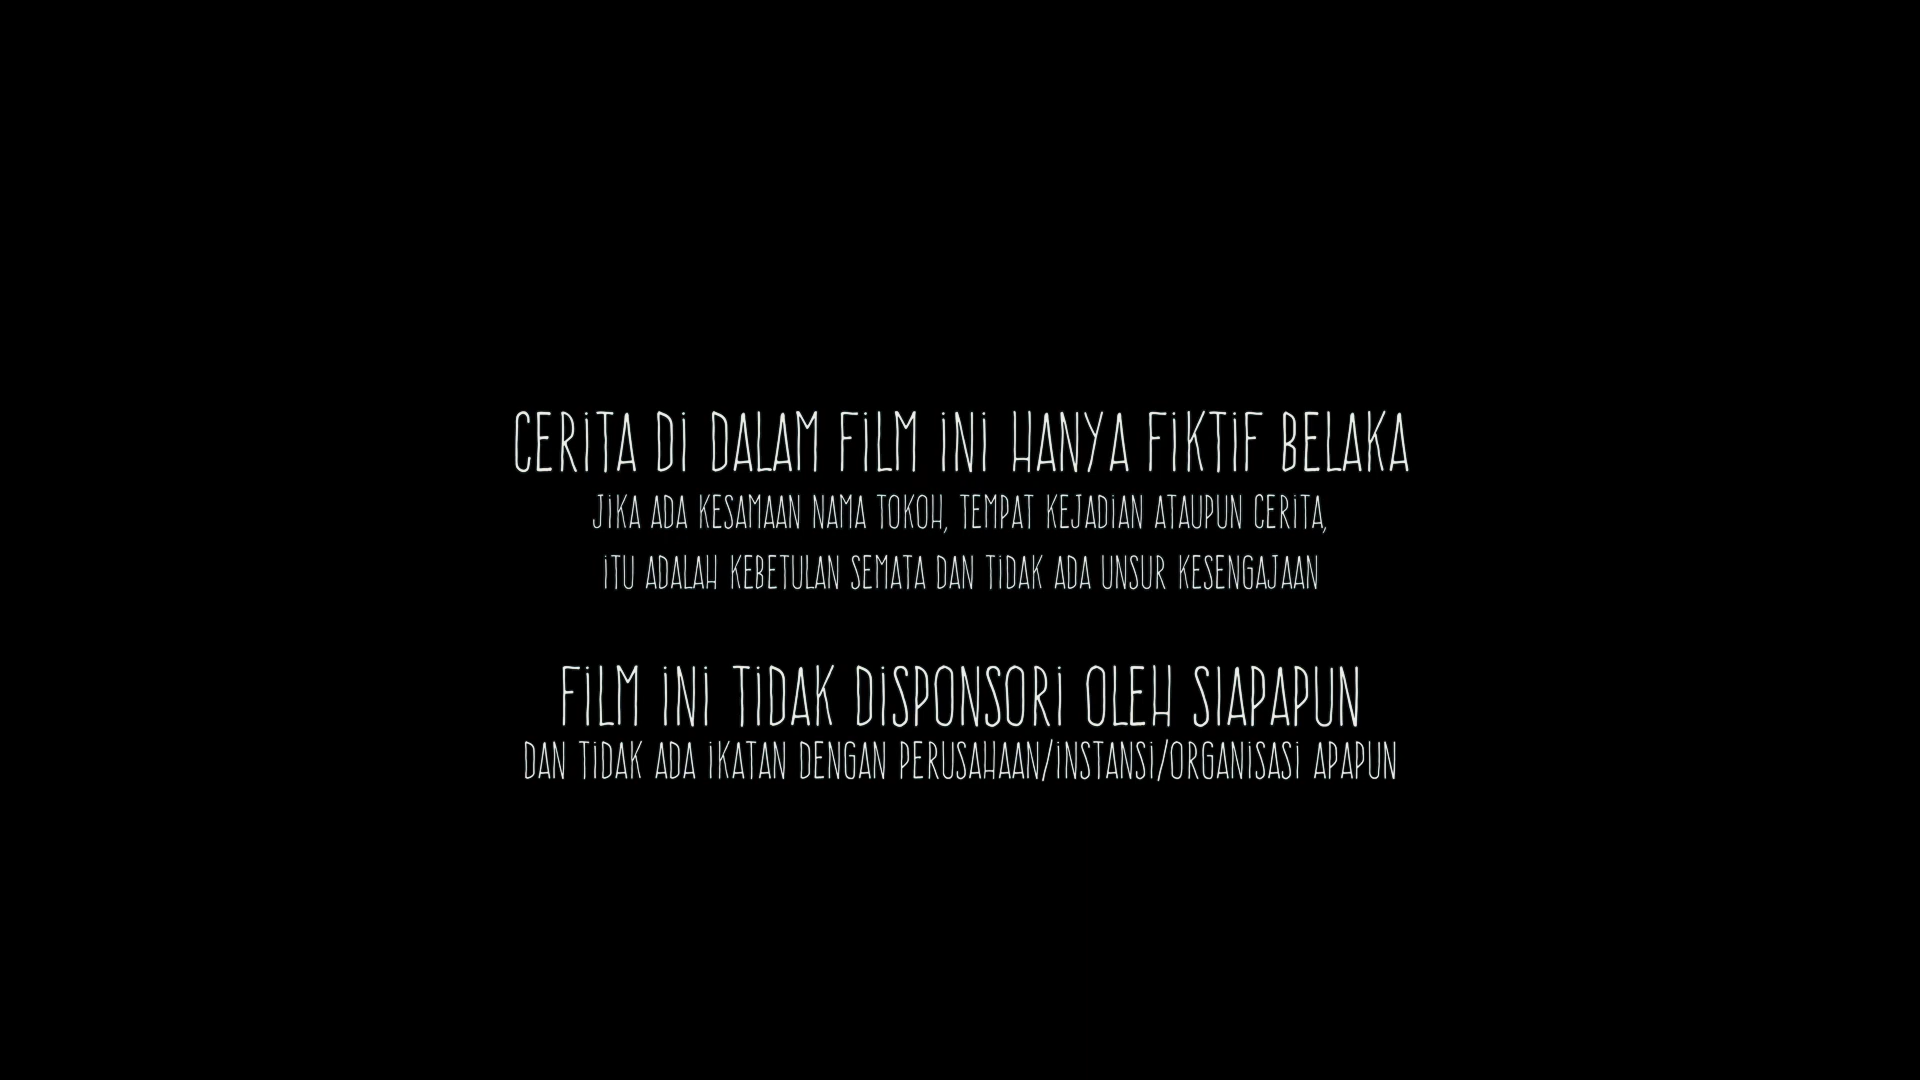 CERITA DI DALAM FILM INI HANYA FIKTIF BELAKA
JIKA ADA KESAMAAN NAMA TOKOH, TEMPAT KEJADIAN ATAUPUN CERITA,
ITU ADALAH KEBETULAN SEMATA DAN TIDAK ADA UNSUR KESENGAJAAN
FILM INI TIDAK DISPONSORI OLEH SIAPAPUN
DAN TIDAK ADA IKATAN DENGAN PERUSAHAAN/INSTANSI/ORGANISASI APAPUN